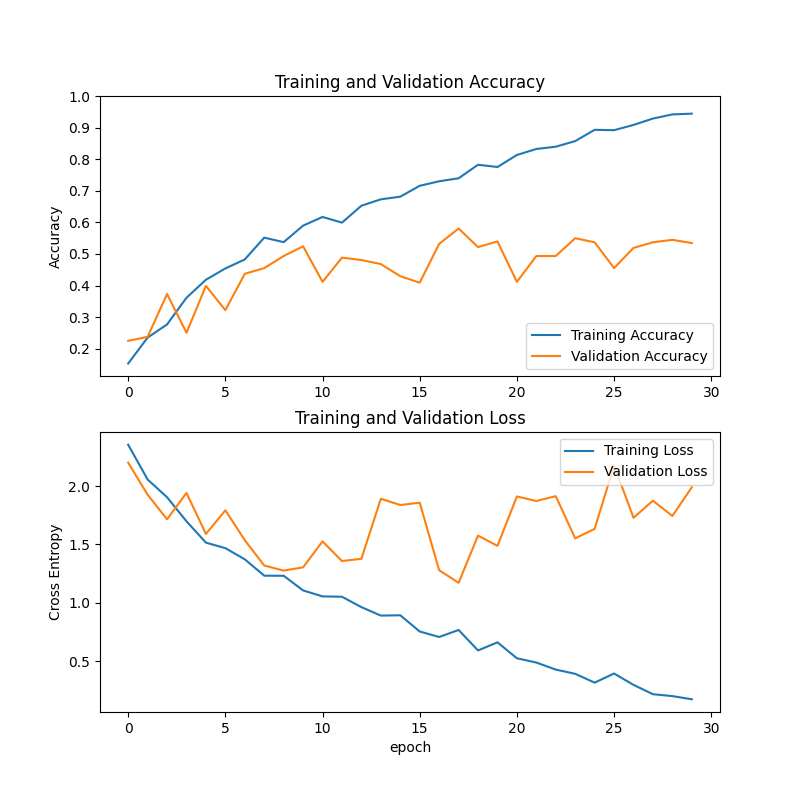 Training and Validation Accuracy
1.0
0.9
0.8
0.7
0.6
0.5
0.4
0.3
0.2
Accuracy
Training Accuracy
Validation Accuracy
0 5 10 15 20 25 30
Training and Validation Loss
Training Loss
Validation Loss
2.0
1.5
1.0
0.5
Cross Entropy
0 5 10 15 20 25 30
epoch